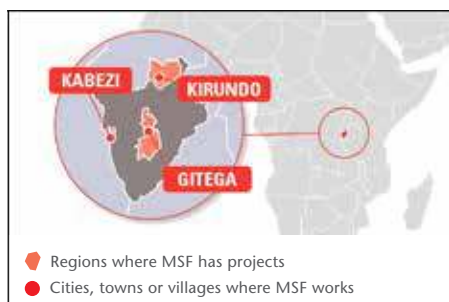 KABEZI
KIRUNDO
GITEGA
Regions where MSF has projects
Cities, towns or villages where MSF works